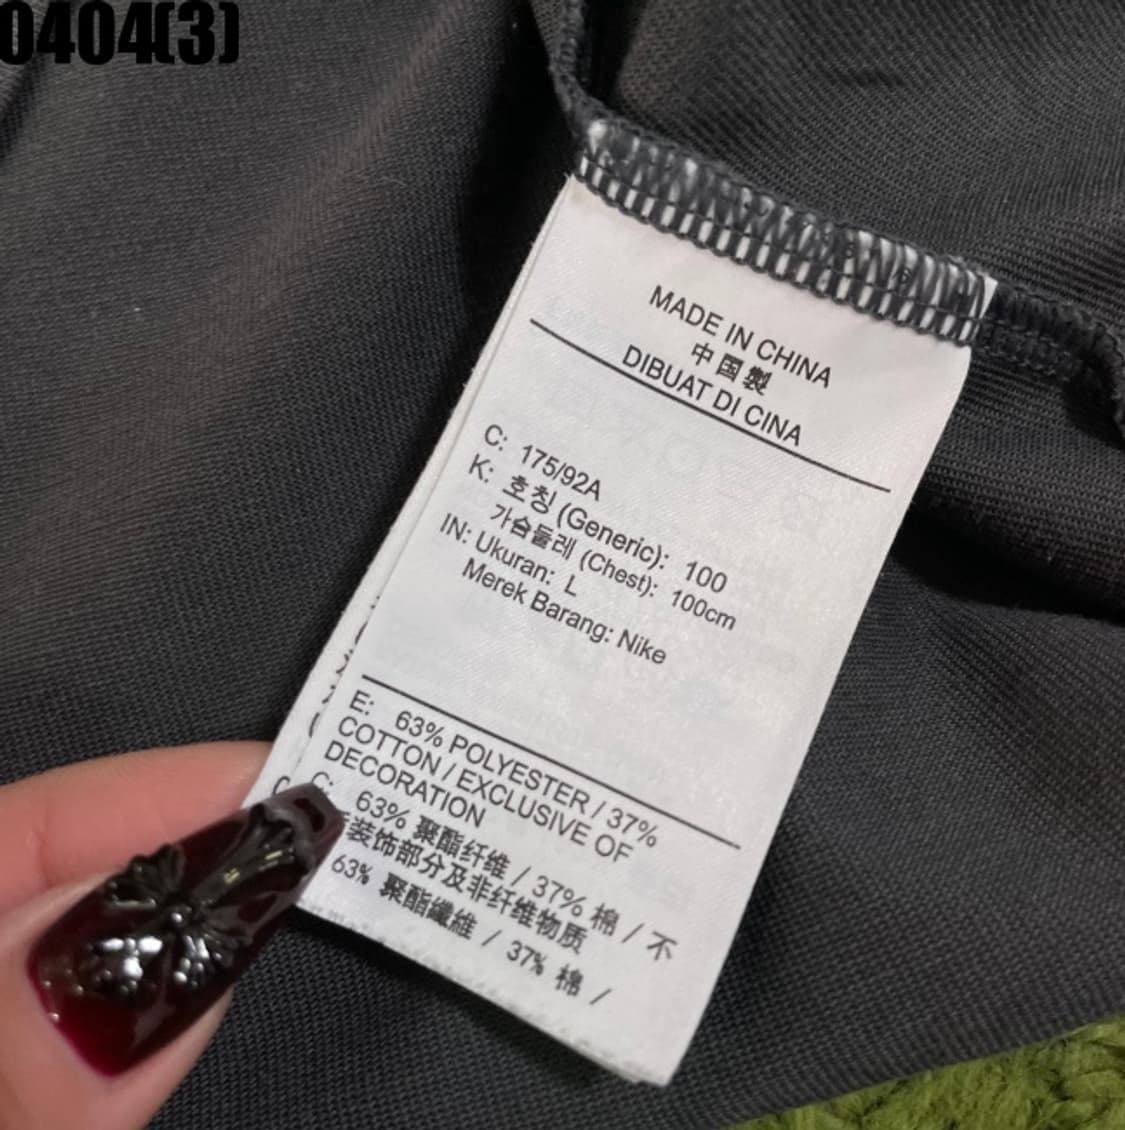 0404(3)
MADE IN CHINA
中国製
DIBUAT DI CINA
C: 175/92A
K: 호칭 (Generic): 100
가슴둘레 (Chest): 100cm
IN: Ukuran: L
Merek Barang: Nike
E: 63% POLYESTER / 37%
COTTON / EXCLUSIVE OF
DECORATION
C: 63% 聚酯纤维 / 37% 棉 / 不
装饰部分及非纤维物质
63% 聚酯纖維 / 37% 棉 /